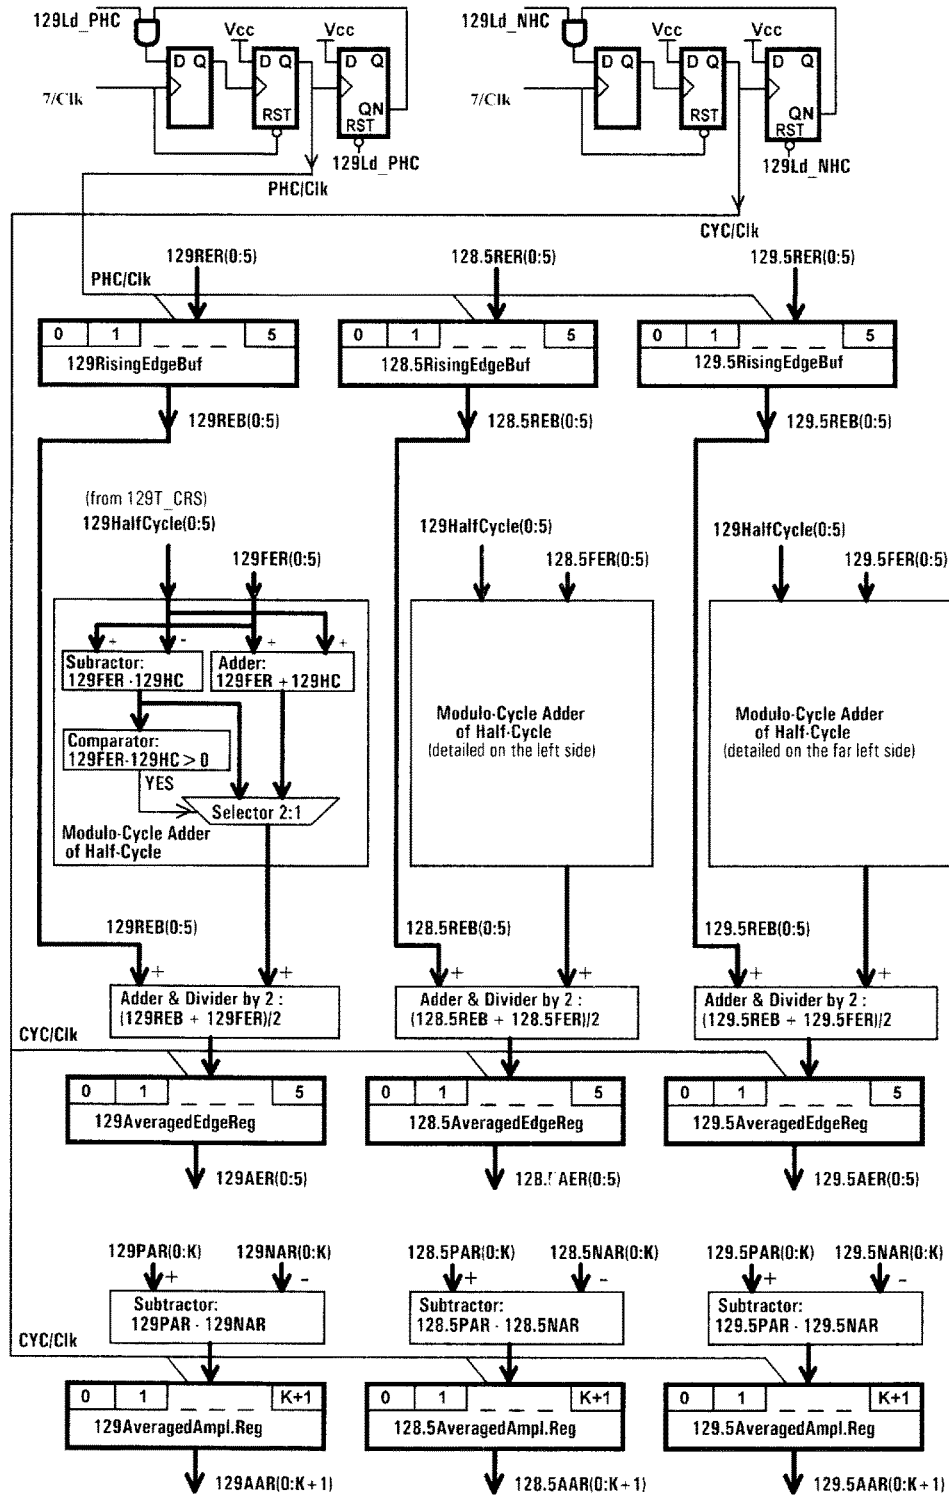 129Ld_PHC
Vcc
Vcc
129Ld_NHC
Vcc
Vcc
D Q
D Q
D Q
D Q
D Q
D Q
7/Clk
7/Clk
RST
QN
RST
RST
QN
RST
129Ld_PHC
129Ld_NHC
PHC/Clk
CYC/Clk
129RER(0:5)
128.5RER(0:5)
129.5RER(0:5)
PHC/Clk
0 1 _ _ _ 5
0 1 _ _ _ 5
0 1 _ _ _ 5
129RisingEdgeBuf
128.5RisingEdgeBuf
129.5RisingEdgeBuf
129REB(0:5)
128.5REB(0:5)
129.5REB(0:5)
(from 129T_CRS)
129HalfCycle(0:5)
129HalfCycle(0:5)
129HalfCycle(0:5)
129FER(0:5)
128.5FER(0:5)
129.5FER(0:5)
+ - + +
Subractor:
129FER - 129HC
Adder:
129FER + 129HC
Comparator:
129FER-129HC > 0
YES
Selector 2:1
Modulo-Cycle Adder
of Half-Cycle
Modulo-Cycle Adder
of Half-Cycle
(detailed on the left side)
Modulo-Cycle Adder
of Half-Cycle
(detailed on the far left side)
129REB(0:5)
128.5REB(0:5)
129.5REB(0:5)
+ +
+ +
+ +
Adder & Divider by 2 :
(129REB + 129FER)/2
Adder & Divider by 2 :
(128.5REB + 128.5FER)/2
Adder & Divider by 2 :
(129.5REB + 129.5FER)/2
CYC/Clk
0 1 _ _ _ 5
0 1 _ _ _ 5
0 1 _ _ _ 5
129AveragedEdgeReg
128.5AveragedEdgeReg
129.5AveragedEdgeReg
129AER(0:5)
128.5AER(0:5)
129.5AER(0:5)
129PAR(0:K) 129NAR(0:K)
128.5PAR(0:K) 128.5NAR(0:K)
129.5PAR(0:K) 129.5NAR(0:K)
+ -
+ -
+ -
Subtractor:
129PAR - 129NAR
Subtractor:
128.5PAR - 128.5NAR
Subtractor:
129.5PAR - 129.5NAR
CYC/Clk
0 1 _ _ _ K+1
0 1 _ _ _ K+1
0 1 _ _ _ K+1
129AveragedAmpl.Reg
128.5AveragedAmpl.Reg
129.5AveragedAmpl.Reg
129AAR(0:K+1)
128.5AAR(0:K+1)
129.5AAR(0:K+1)